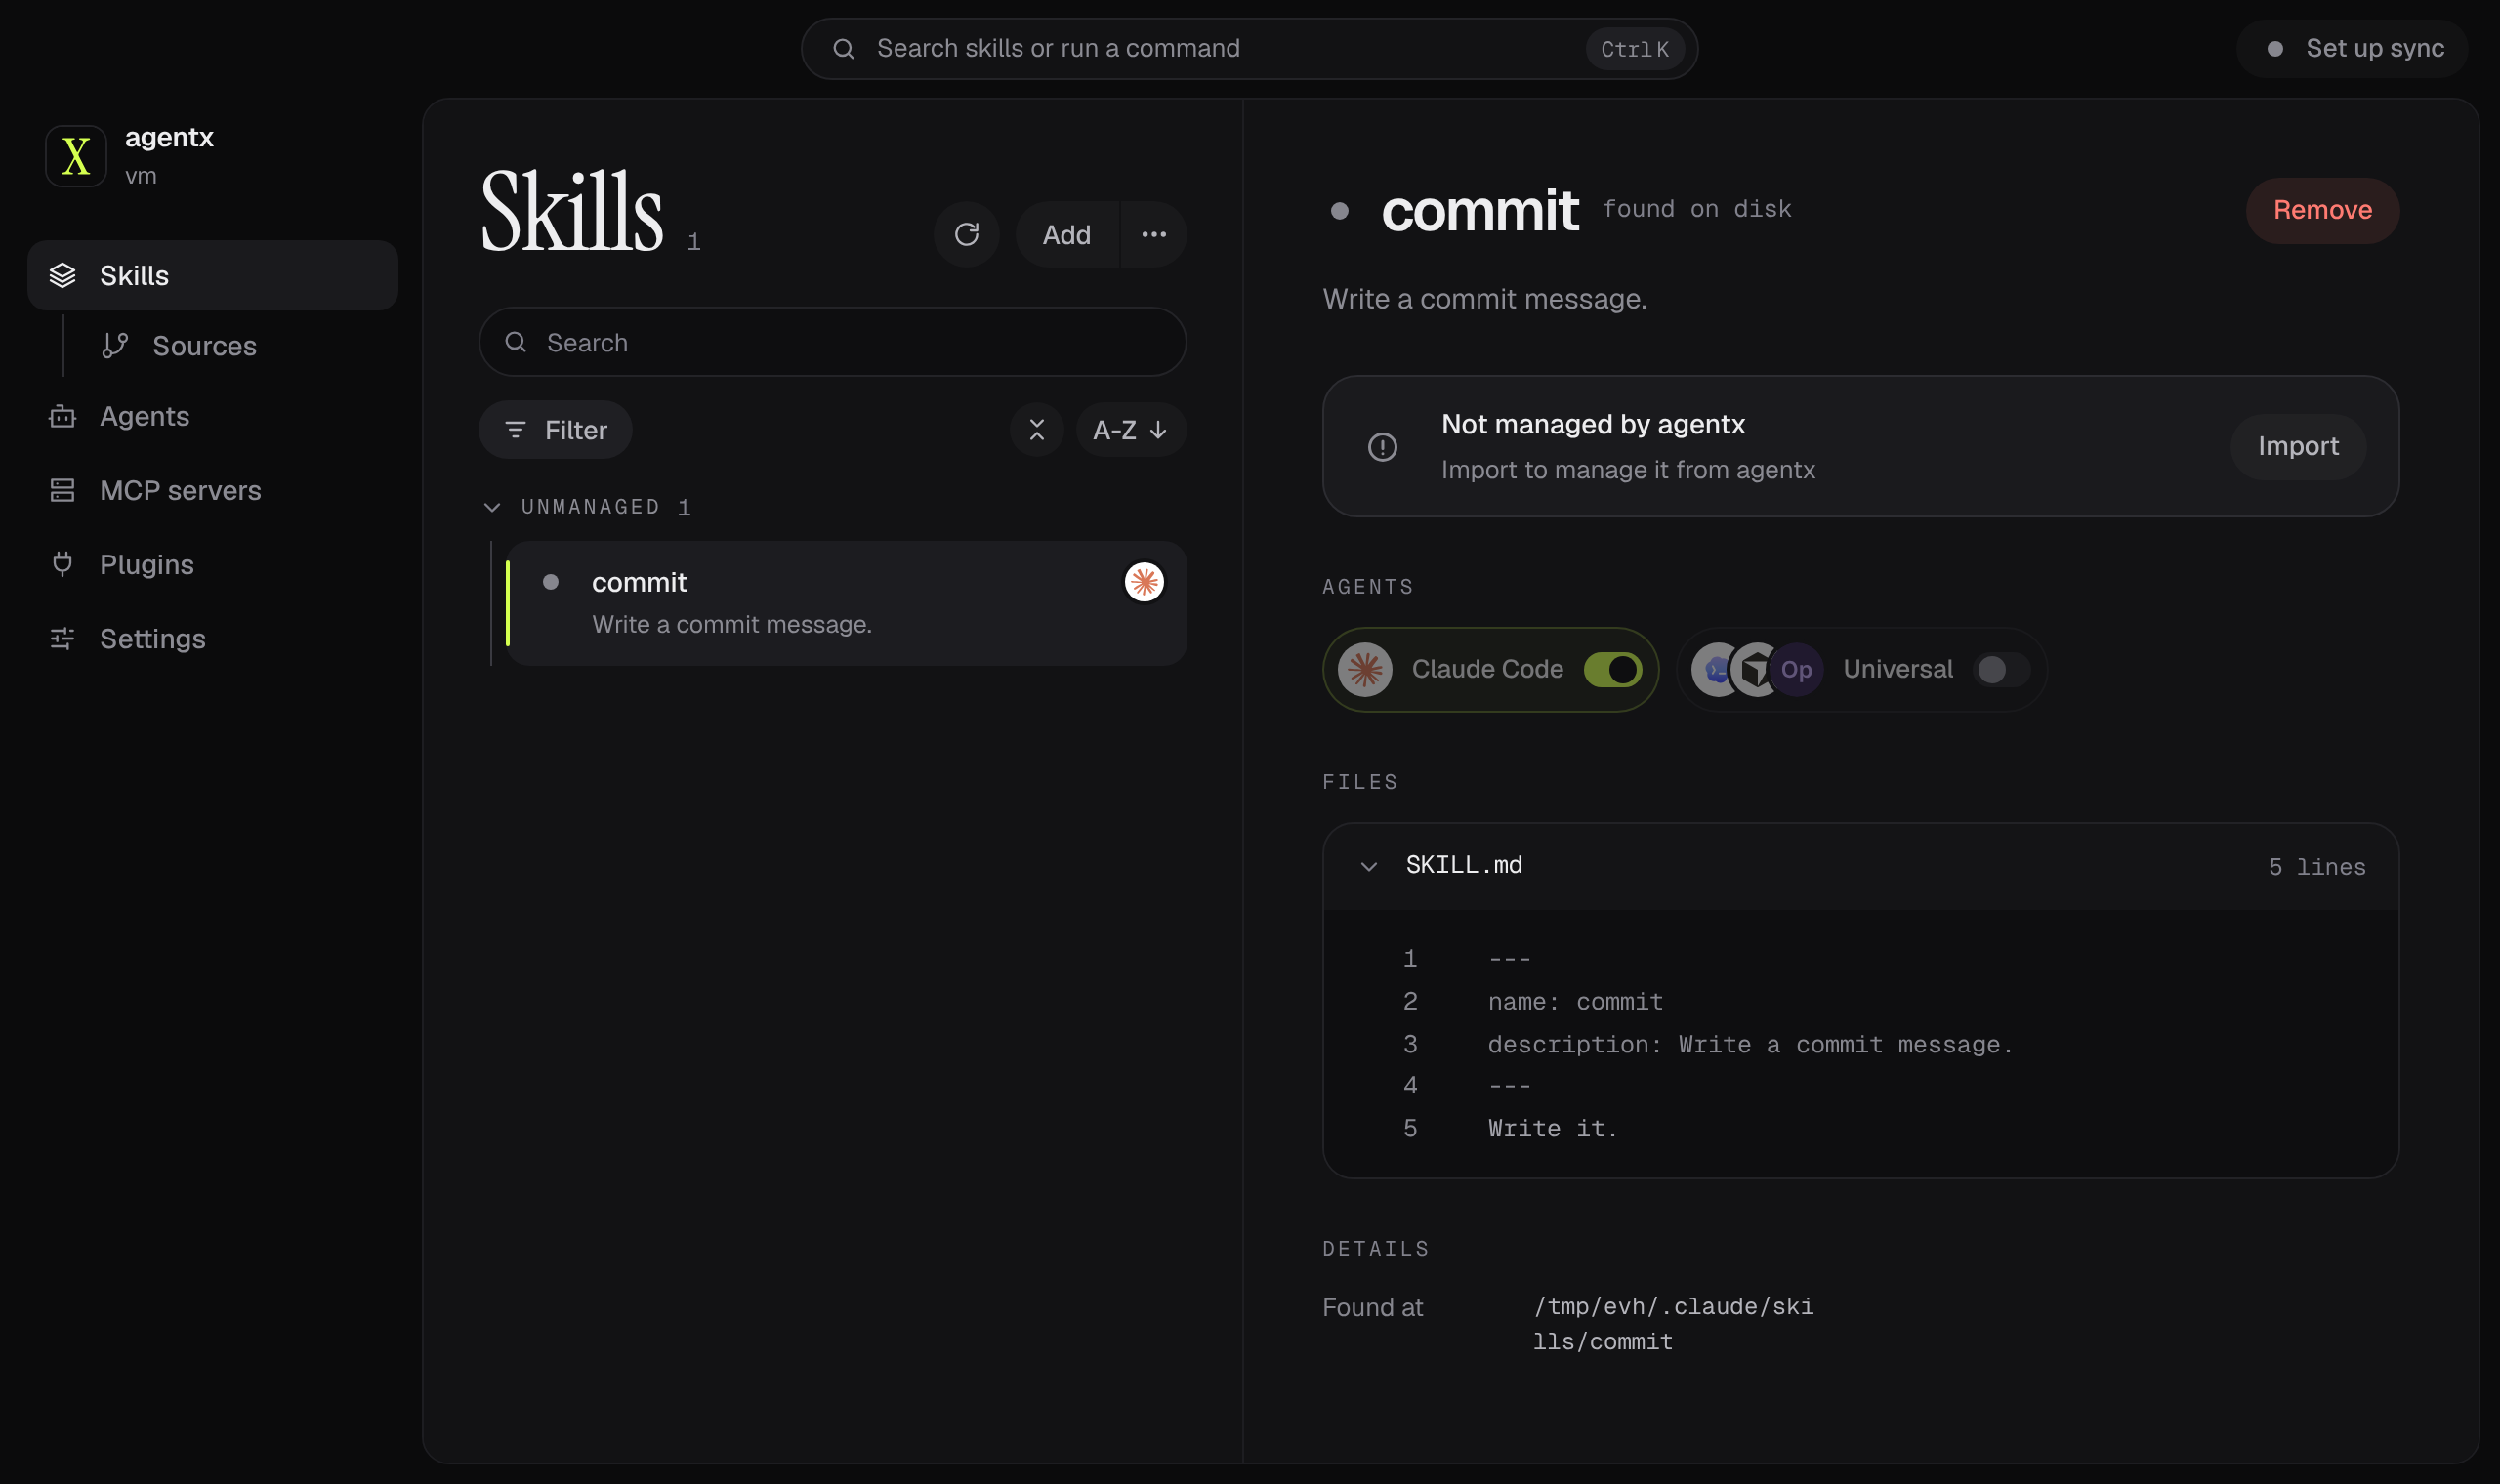 Search skills or run a command
Ctrl K
Set up sync
X
agentx
vm
Skills
Sources
Agents
MCP servers
Plugins
Settings
Skills 1
Add
Search
Filter
A-Z
UNMANAGED 1
commit
Write a commit message.
commit found on disk
Remove
Write a commit message.
Not managed by agentx
Import to manage it from agentx
Import
AGENTS
Claude Code
Op
Universal
FILES
SKILL.md
5 lines
1 ---
2 name: commit
3 description: Write a commit message.
4 ---
5 Write it.
DETAILS
Found at
/tmp/evh/.claude/ski
lls/commit